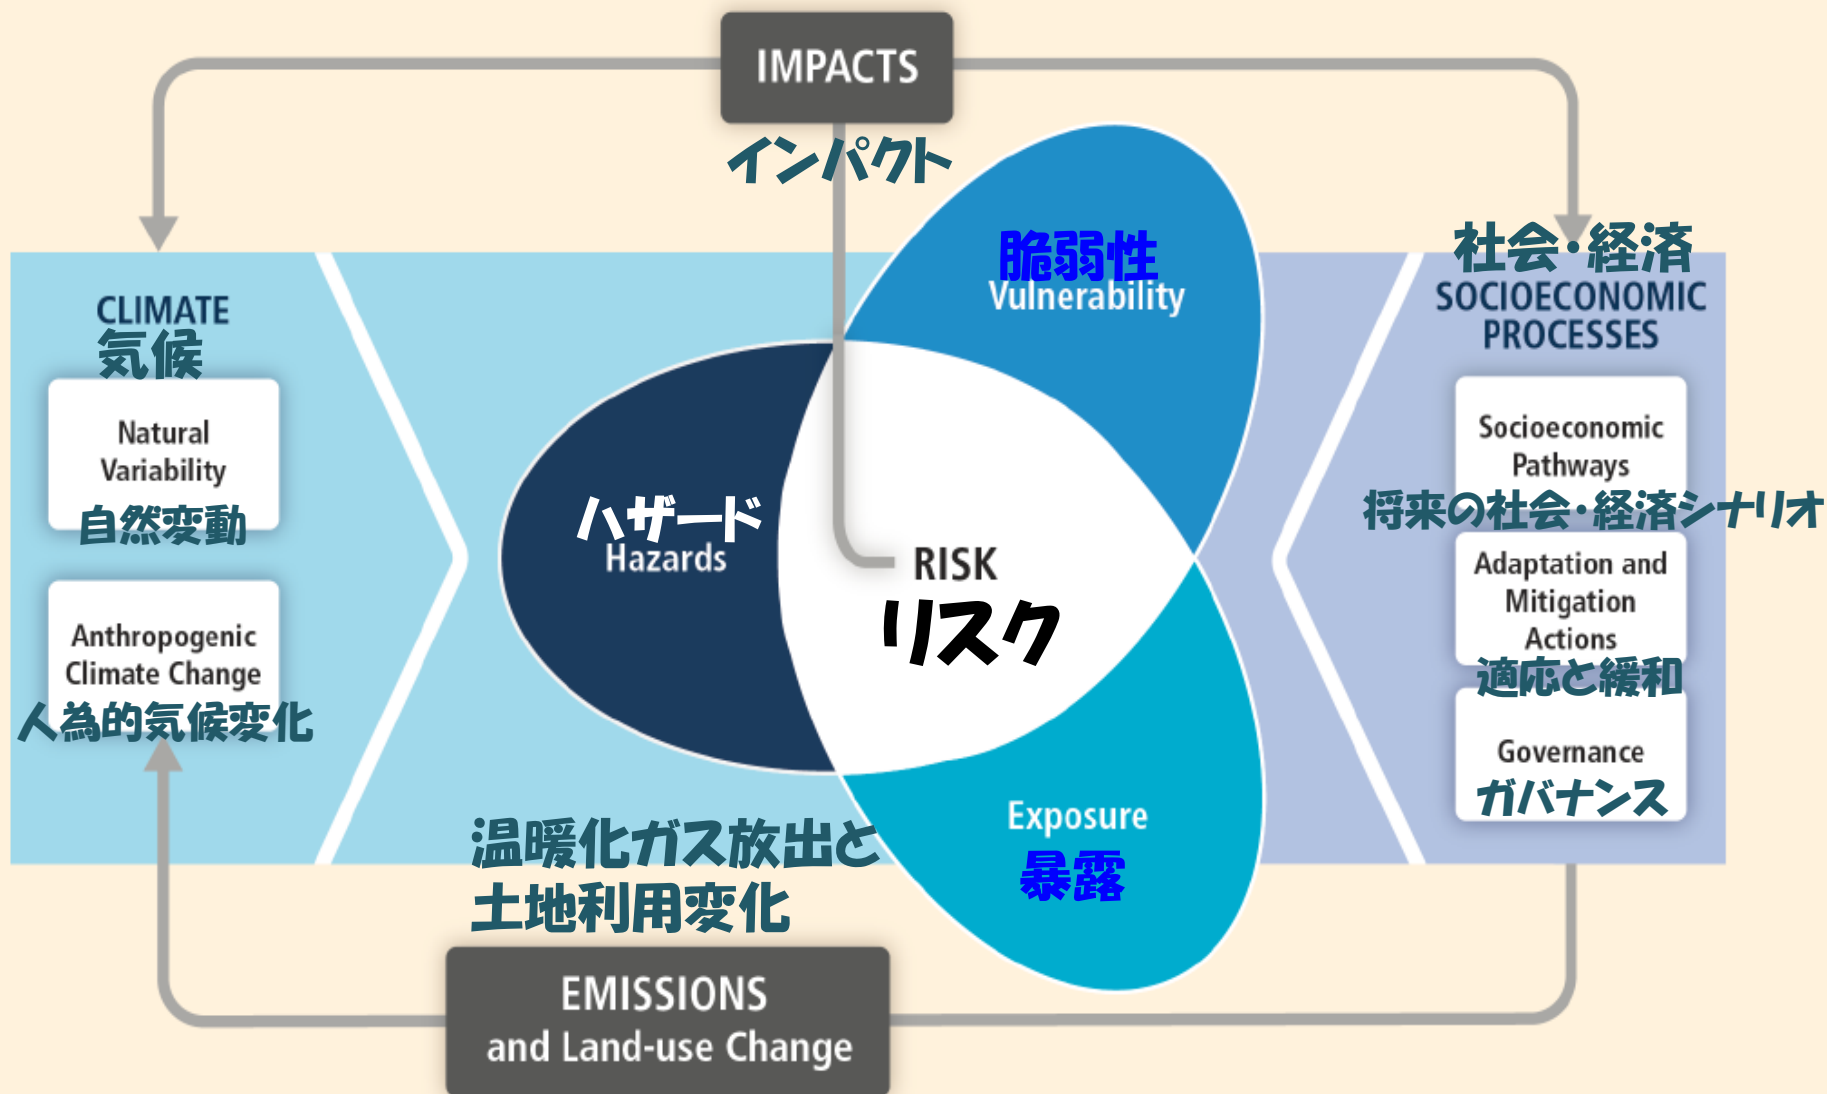 IMPACTS
インパクト
脆弱性
Vulnerability
CLIMATE
気候
Natural
Variability
自然変動
Anthropogenic
Climate Change
人為的気候変化
ハザード
Hazards
RISK
リスク
社会・経済
SOCIOECONOMIC
PROCESSES
Socioeconomic
Pathways
将来の社会・経済シナリオ
Adaptation and
Mitigation
Actions
適応と緩和
Governance
ガバナンス
Exposure
暴露
温暖化ガス放出と
土地利用変化
EMISSIONS
and Land-use Change